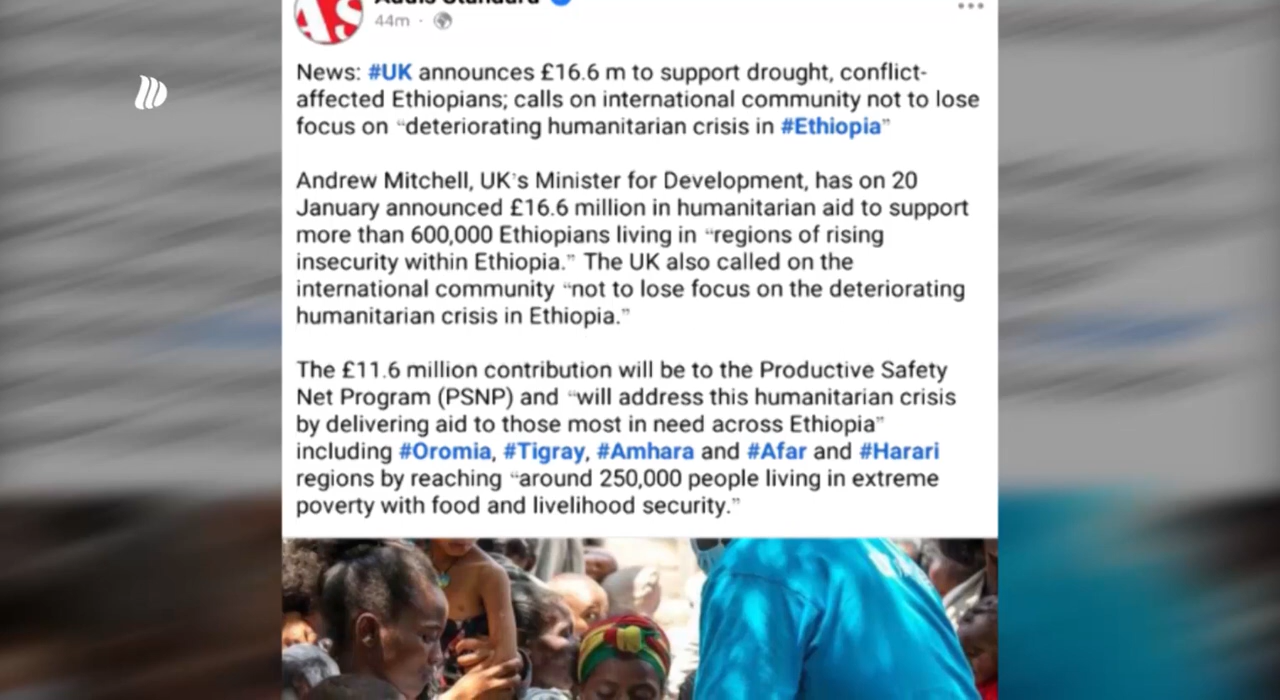 Addis Standard
44m
News: #UK announces £16.6 m to support drought, conflict-
affected Ethiopians; calls on international community not to lose
focus on “deteriorating humanitarian crisis in #Ethiopia”
Andrew Mitchell, UK's Minister for Development, has on 20
January announced £16.6 million in humanitarian aid to support
more than 600,000 Ethiopians living in “regions of rising
insecurity within Ethiopia.” The UK also called on the
international community “not to lose focus on the deteriorating
humanitarian crisis in Ethiopia.”
The £11.6 million contribution will be to the Productive Safety
Net Program (PSNP) and “will address this humanitarian crisis
by delivering aid to those most in need across Ethiopia”
including #Oromia, #Tigray, #Amhara and #Afar and #Harari
regions by reaching “around 250,000 people living in extreme
poverty with food and livelihood security.”